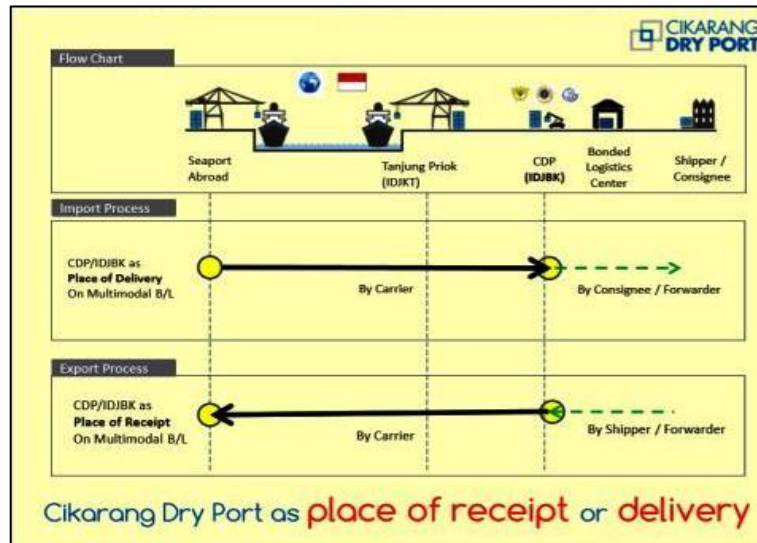 CIKARANG
DRY PORT
Flow Chart
Seaport
Abroad
Tanjung Priok
(IDJKT)
CDP
(IDJBK)
Bonded
Logistics
Center
Shipper /
Consignee
Import Process
CDP/IDJBK as
Place of Delivery
On Multimodal B/L
By Carrier
By Consignee / Forwarder
Export Process
CDP/IDJBK as
Place of Receipt
On Multimodal B/L
By Carrier
By Shipper / Forwarder
Cikarang Dry Port as place of receipt or delivery